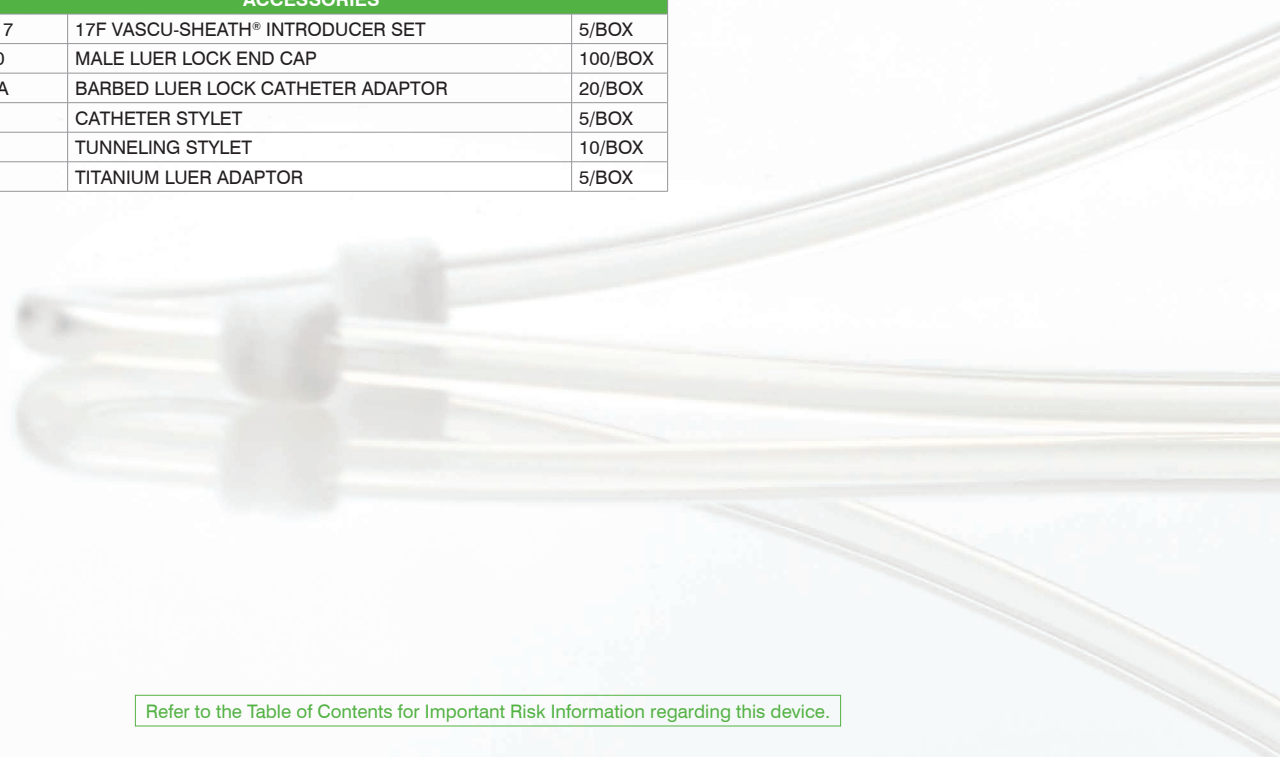 ACCESSORIES
7 17F VASCU-SHEATH® INTRODUCER SET 5/BOX
0 MALE LUER LOCK END CAP 100/BOX
A BARBED LUER LOCK CATHETER ADAPTOR 20/BOX
CATHETER STYLET 5/BOX
TUNNELING STYLET 10/BOX
TITANIUM LUER ADAPTOR 5/BOX
Refer to the Table of Contents for Important Risk Information regarding this device.